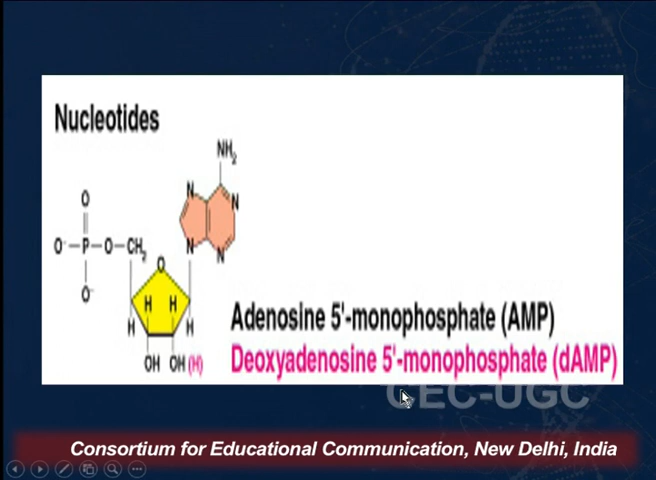 Nucleotides
NH2
N
N
O
O⁻—P—O—CH2
N
N
O⁻
O
H H
H H
OH OH (H)
Adenosine 5'-monophosphate (AMP)
Deoxyadenosine 5'-monophosphate (dAMP)
CEC-UGC
Consortium for Educational Communication, New Delhi, India